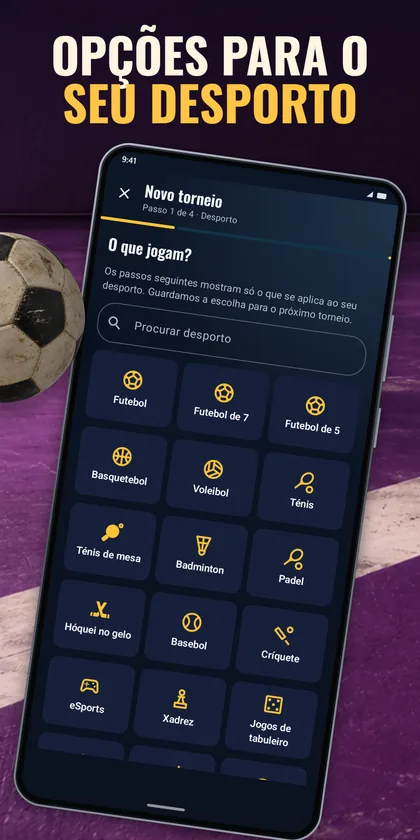 OPÇÕES PARA O
SEU DESPORTO
9:41
Novo torneio
Passo 1 de 4 · Desporto
O que jogam?
Os passos seguintes mostram só o que se aplica ao seu
desporto. Guardamos a escolha para o próximo torneio.
Procurar desporto
Futebol
Futebol de 7
Futebol de 5
Basquetebol
Voleibol
Ténis
Ténis de mesa
Badminton
Padel
Hóquei no gelo
Basebol
Críquete
eSports
Xadrez
Jogos de
tabuleiro